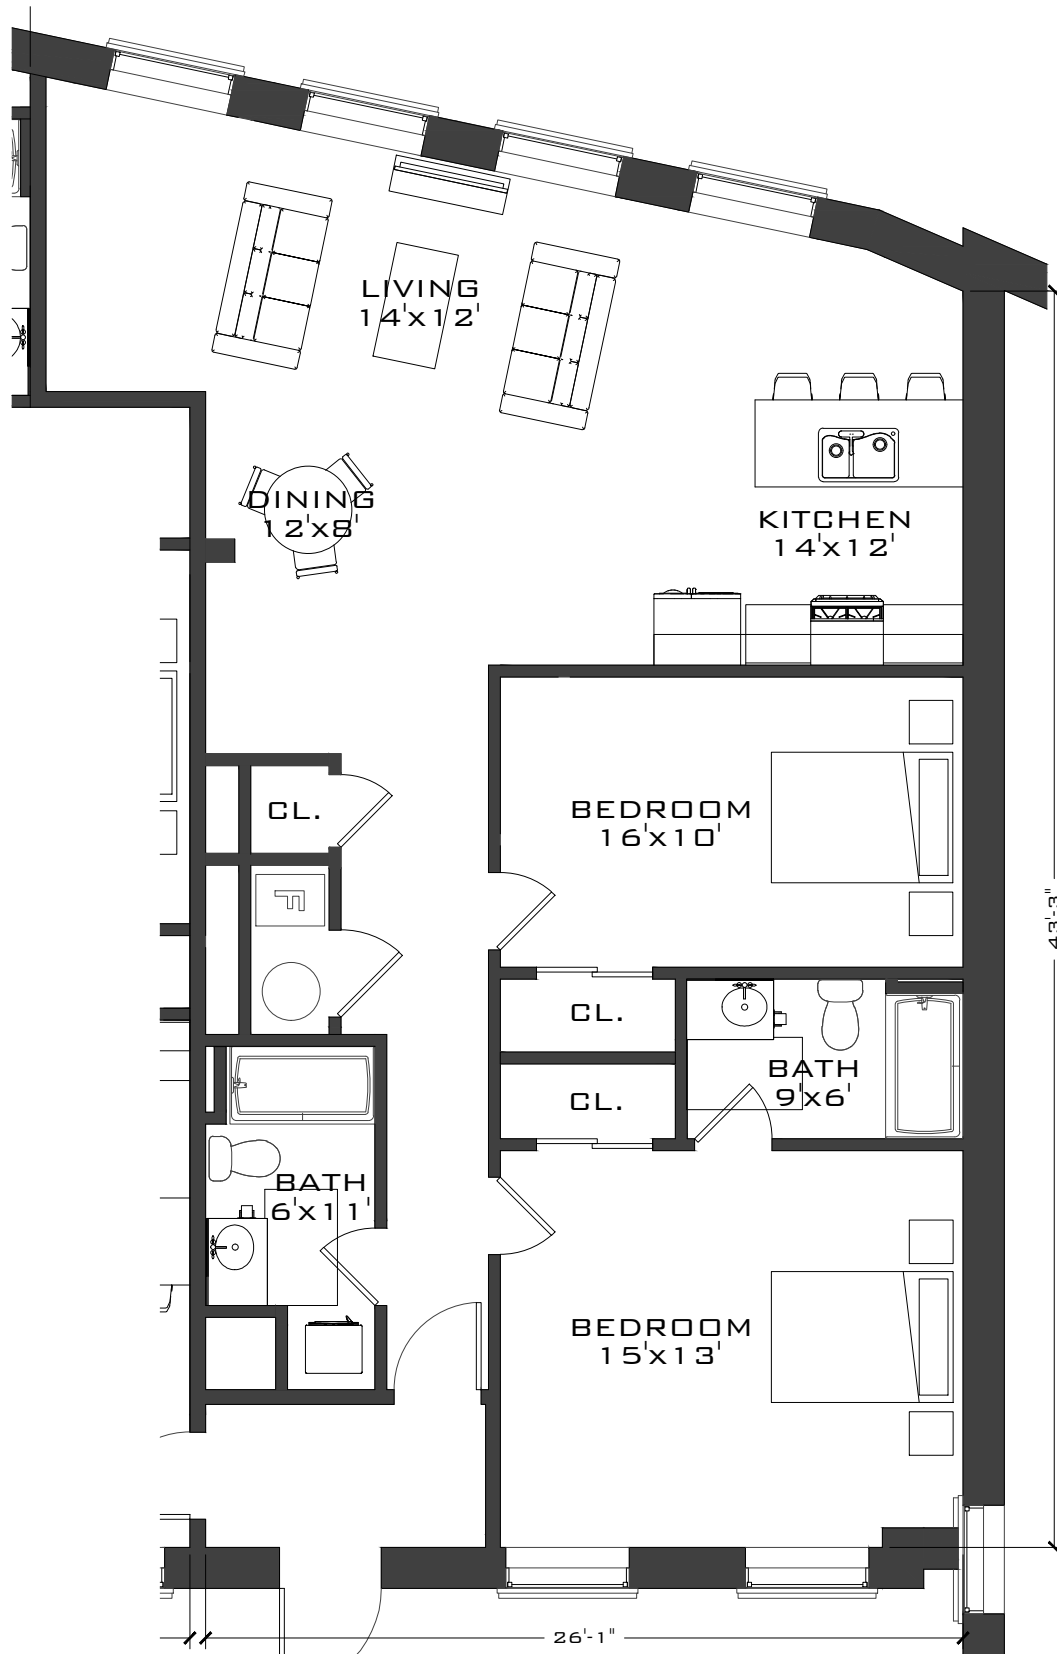 LIVING
14'x12'
DINING
12'x8'
KITCHEN
14'x12'
CL.
BEDROOM
16'x10'
43'-3"
F
CL.
CL.
BATH
9'x6'
BATH
6'x11'
BEDROOM
15'x13'
26'-1"